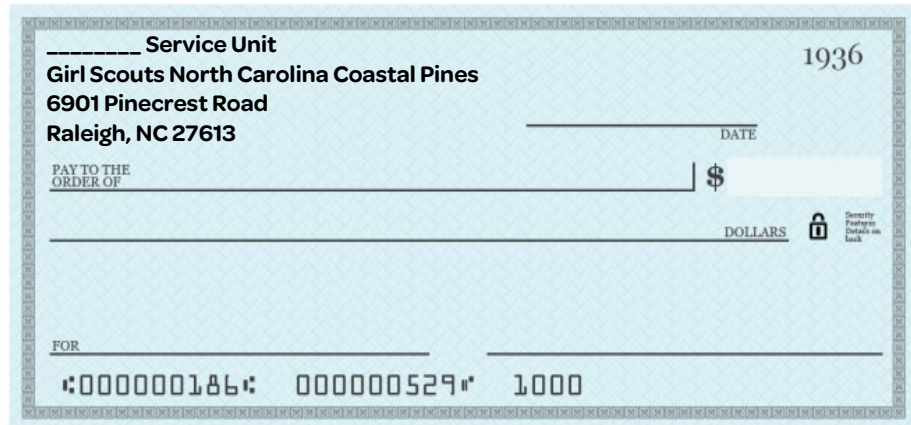 ________ Service Unit
1936
Girl Scouts North Carolina Coastal Pines
6901 Pinecrest Road
Raleigh, NC 27613
DATE
PAY TO THE
ORDER OF
$
DOLLARS
Security
Features
Details on
back
FOR
⑆000000186⑆ 000000529⑈ 1000